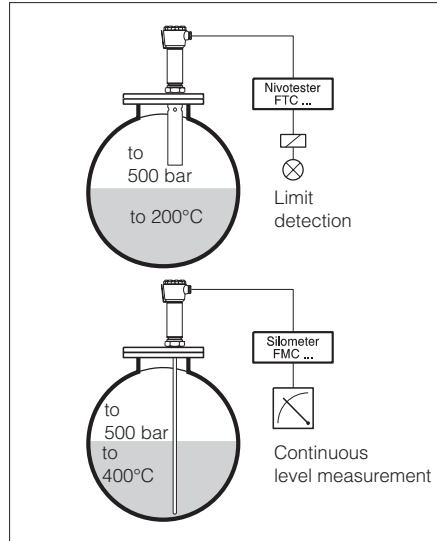 Nivotester
FTC ...
to
500 bar
to 200°C
Limit
detection
Silometer
FMC ...
to
500 bar
to
400°C
Continuous
level measurement